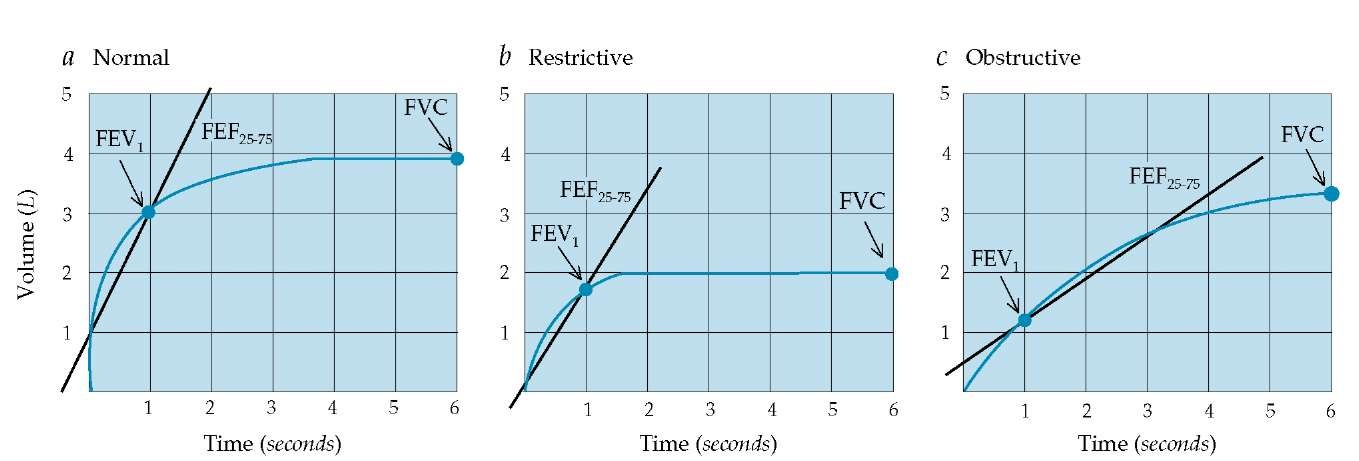 a Normal
b Restrictive
c Obstructive
Volume (L)
5
4
3
2
1
FEV1
FEF25-75
FVC
1 2 3 4 5 6
Time (seconds)
5
4
3
2
1
FEF25-75
FEV1
FVC
1 2 3 4 5 6
Time (seconds)
5
4
3
2
1
FVC
FEF25-75
FEV1
1 2 3 4 5 6
Time (seconds)